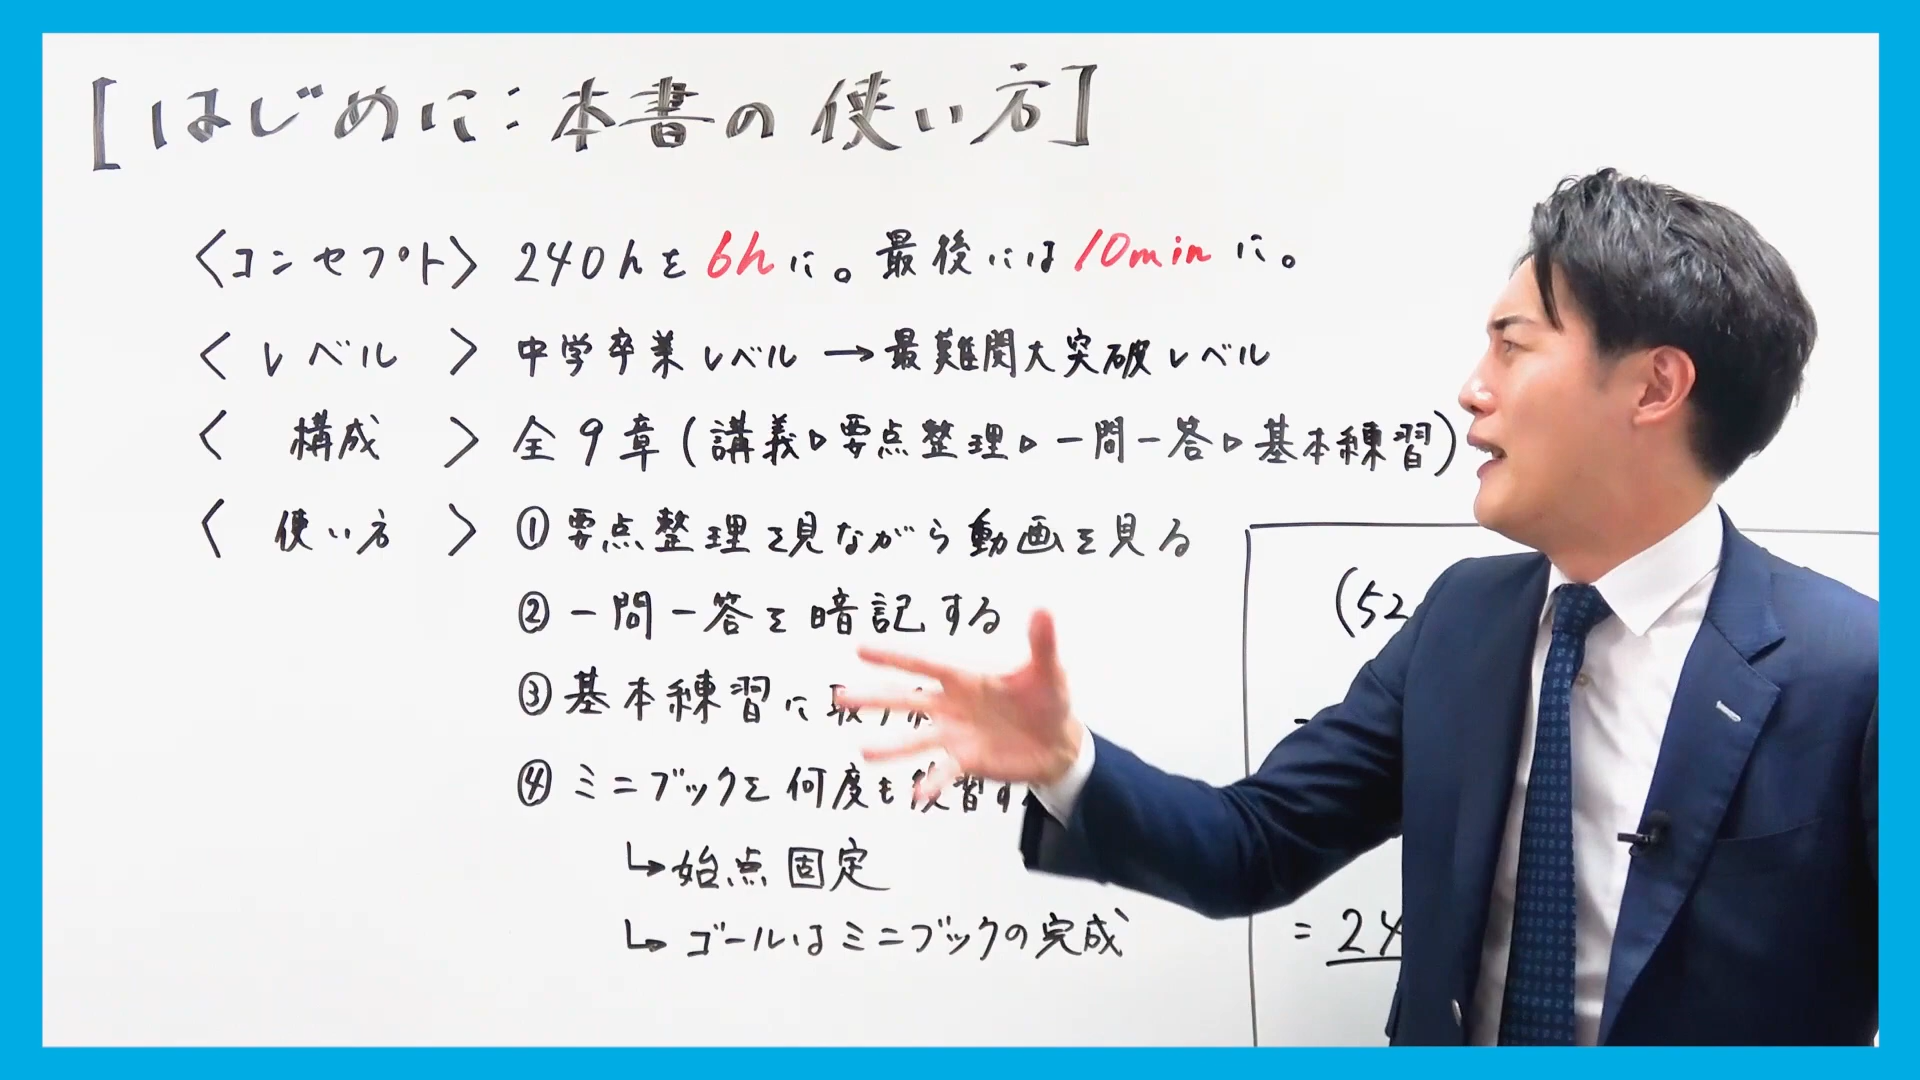 [はじめに：本書の使い方]
〈コンセプト〉 240hを6hに。最後には10minに。
〈レベル〉 中学卒業レベル→最難関大突破レベル
〈構成〉 全9章(講義▷要点整理▷一問一答▷基本練習)
〈使い方〉 ①要点整理を見ながら動画を見る
②一問一答を暗記する
③基本練習に取り
④ミニブックを何度も復習す
↳始点固定
↳ゴールはミニブックの完成
(52
= 24